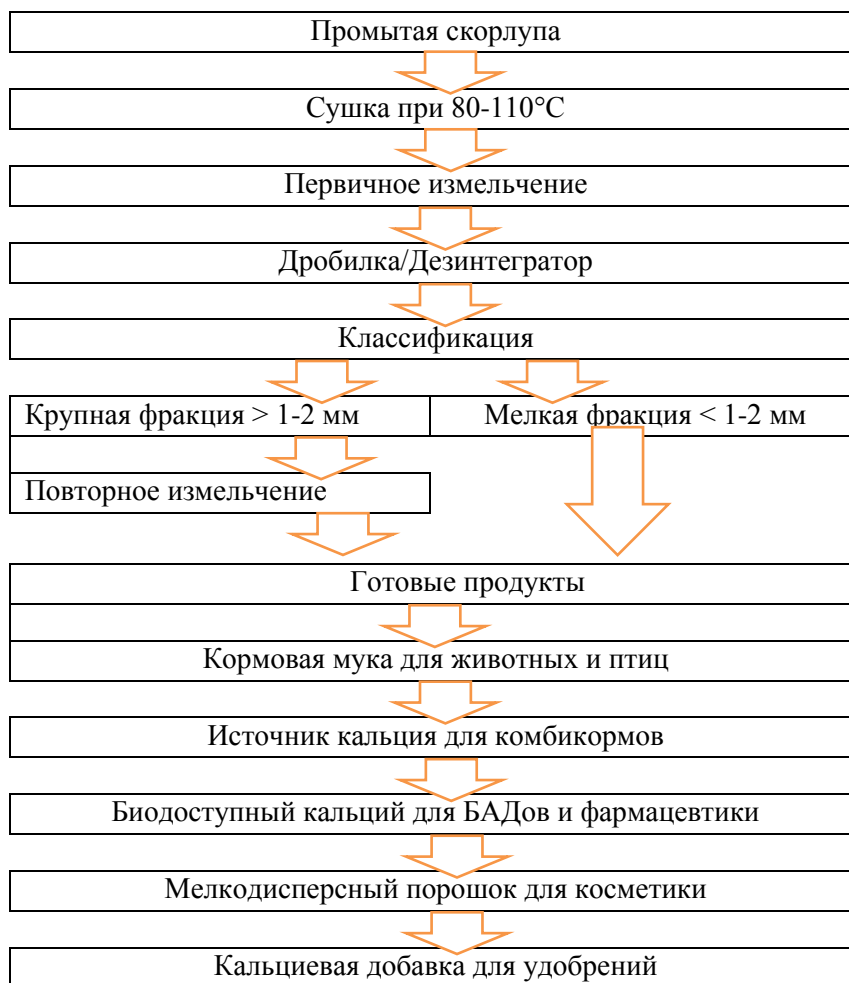 Промытая скорлупа
Сушка при 80-110°С
Первичное измельчение
Дробилка/Дезинтегратор
Классификация
Крупная фракция > 1-2 мм
Мелкая фракция < 1-2 мм
Повторное измельчение
Готовые продукты
Кормовая мука для животных и птиц
Источник кальция для комбикормов
Биодоступный кальций для БАДов и фармацевтики
Мелкодисперсный порошок для косметики
Кальциевая добавка для удобрений